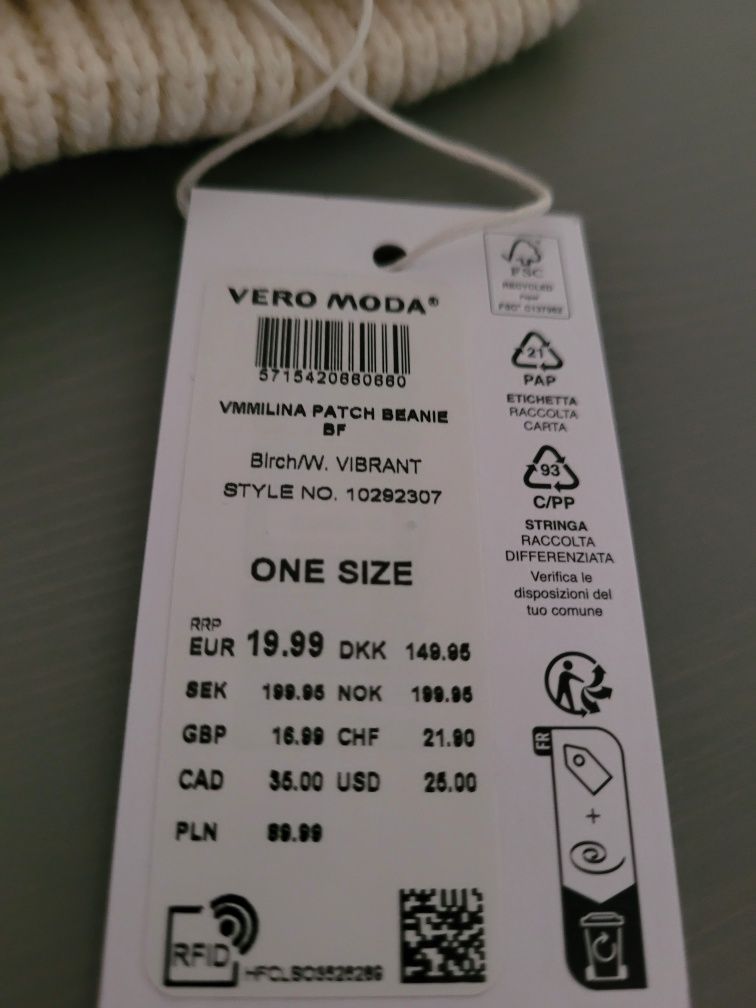 VERO MODA®
5715420660660
VMMILINA PATCH BEANIE
BF
Birch/W. VIBRANT
STYLE NO. 10292307
ONE SIZE
RRP
EUR 19.99 DKK 149.95
SEK 199.95 NOK 199.95
GBP 16.99 CHF 21.90
CAD 35.00 USD 25.00
PLN 89.99
RFID
FSC
RECYCLED
FSC®
21
PAP
ETICHETTA
RACCOLTA
CARTA
93
C/PP
STRINGA
RACCOLTA
DIFFERENZIATA
Verifica le
disposizioni del
tuo comune
FR
+